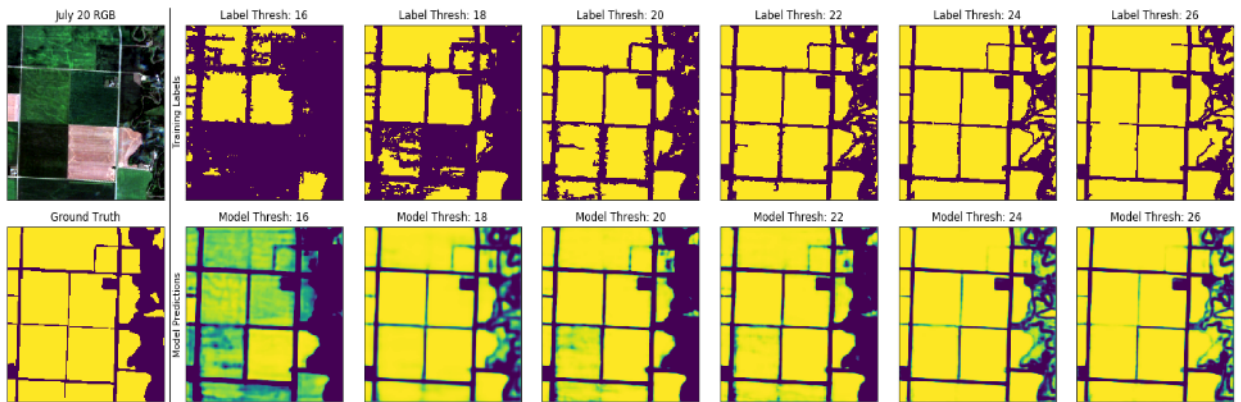 July 20 RGB
Label Thresh: 16
Label Thresh: 18
Label Thresh: 20
Label Thresh: 22
Label Thresh: 24
Label Thresh: 26
Training Labels
Ground Truth
Model Thresh: 16
Model Thresh: 18
Model Thresh: 20
Model Thresh: 22
Model Thresh: 24
Model Thresh: 26
Model Predictions